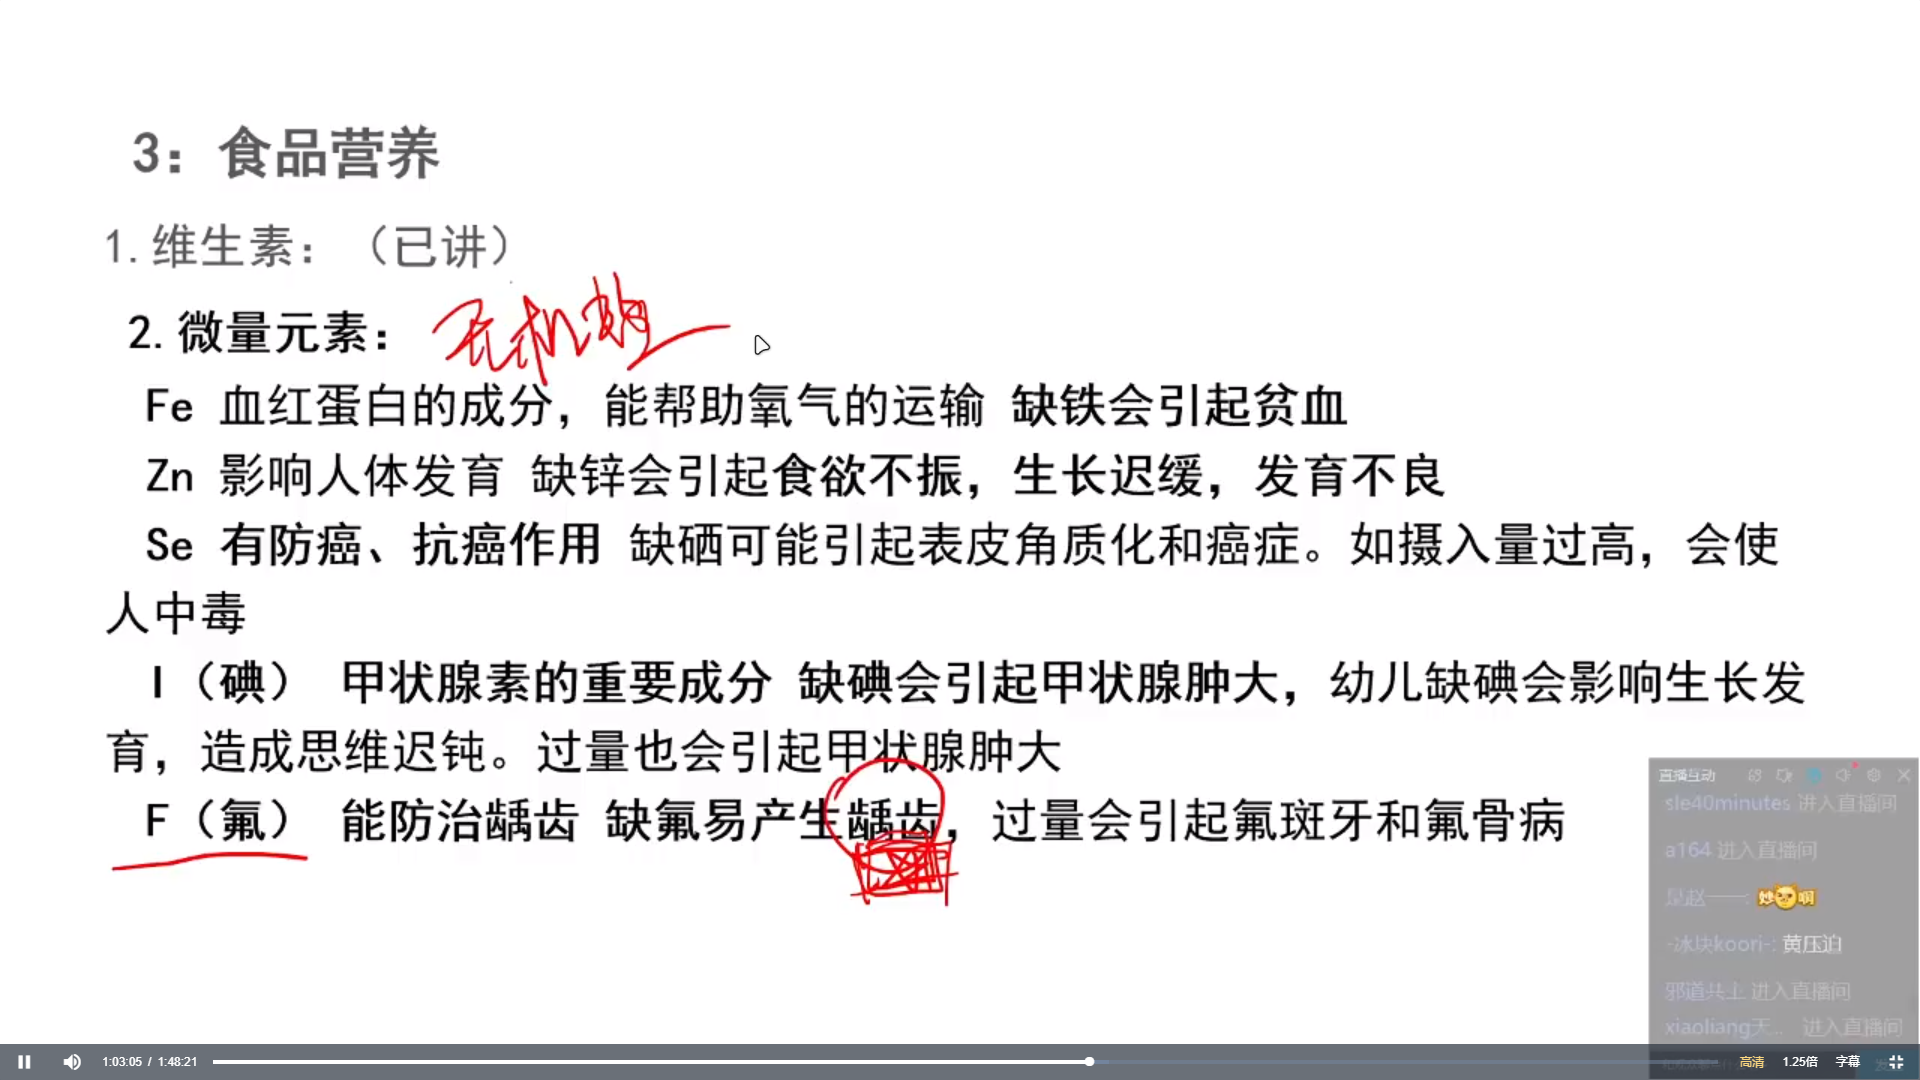 3：食品营养
1.维生素：（已讲）
2.微量元素：
无机盐
Fe 血红蛋白的成分，能帮助氧气的运输 缺铁会引起贫血
Zn 影响人体发育 缺锌会引起食欲不振，生长迟缓，发育不良
Se 有防癌、抗癌作用 缺硒可能引起表皮角质化和癌症。如摄入量过高，会使
人中毒
I（碘） 甲状腺素的重要成分 缺碘会引起甲状腺肿大，幼儿缺碘会影响生长发
育，造成思维迟钝。过量也会引起甲状腺肿大
F（氟） 能防治龋齿 缺氟易产生龋齿，过量会引起氟斑牙和氟骨病
直播互动
sle40minutes 进入直播间
a164 进入直播间
是赵一一: 妙啊
-冰块koori-: 黄压迫
邪道共工 进入直播间
xiaoliang天... 进入直播间
1:03:05 / 1:48:21
高清 1.25倍 字幕